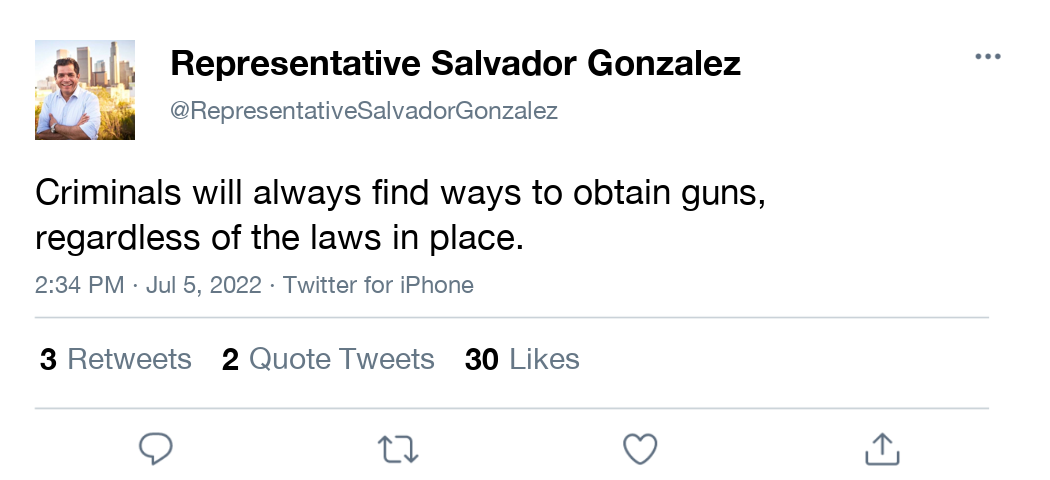 Representative Salvador Gonzalez
@RepresentativeSalvadorGonzalez
Criminals will always find ways to obtain guns,
regardless of the laws in place.
2:34 PM · Jul 5, 2022 · Twitter for iPhone
3 Retweets 2 Quote Tweets 30 Likes